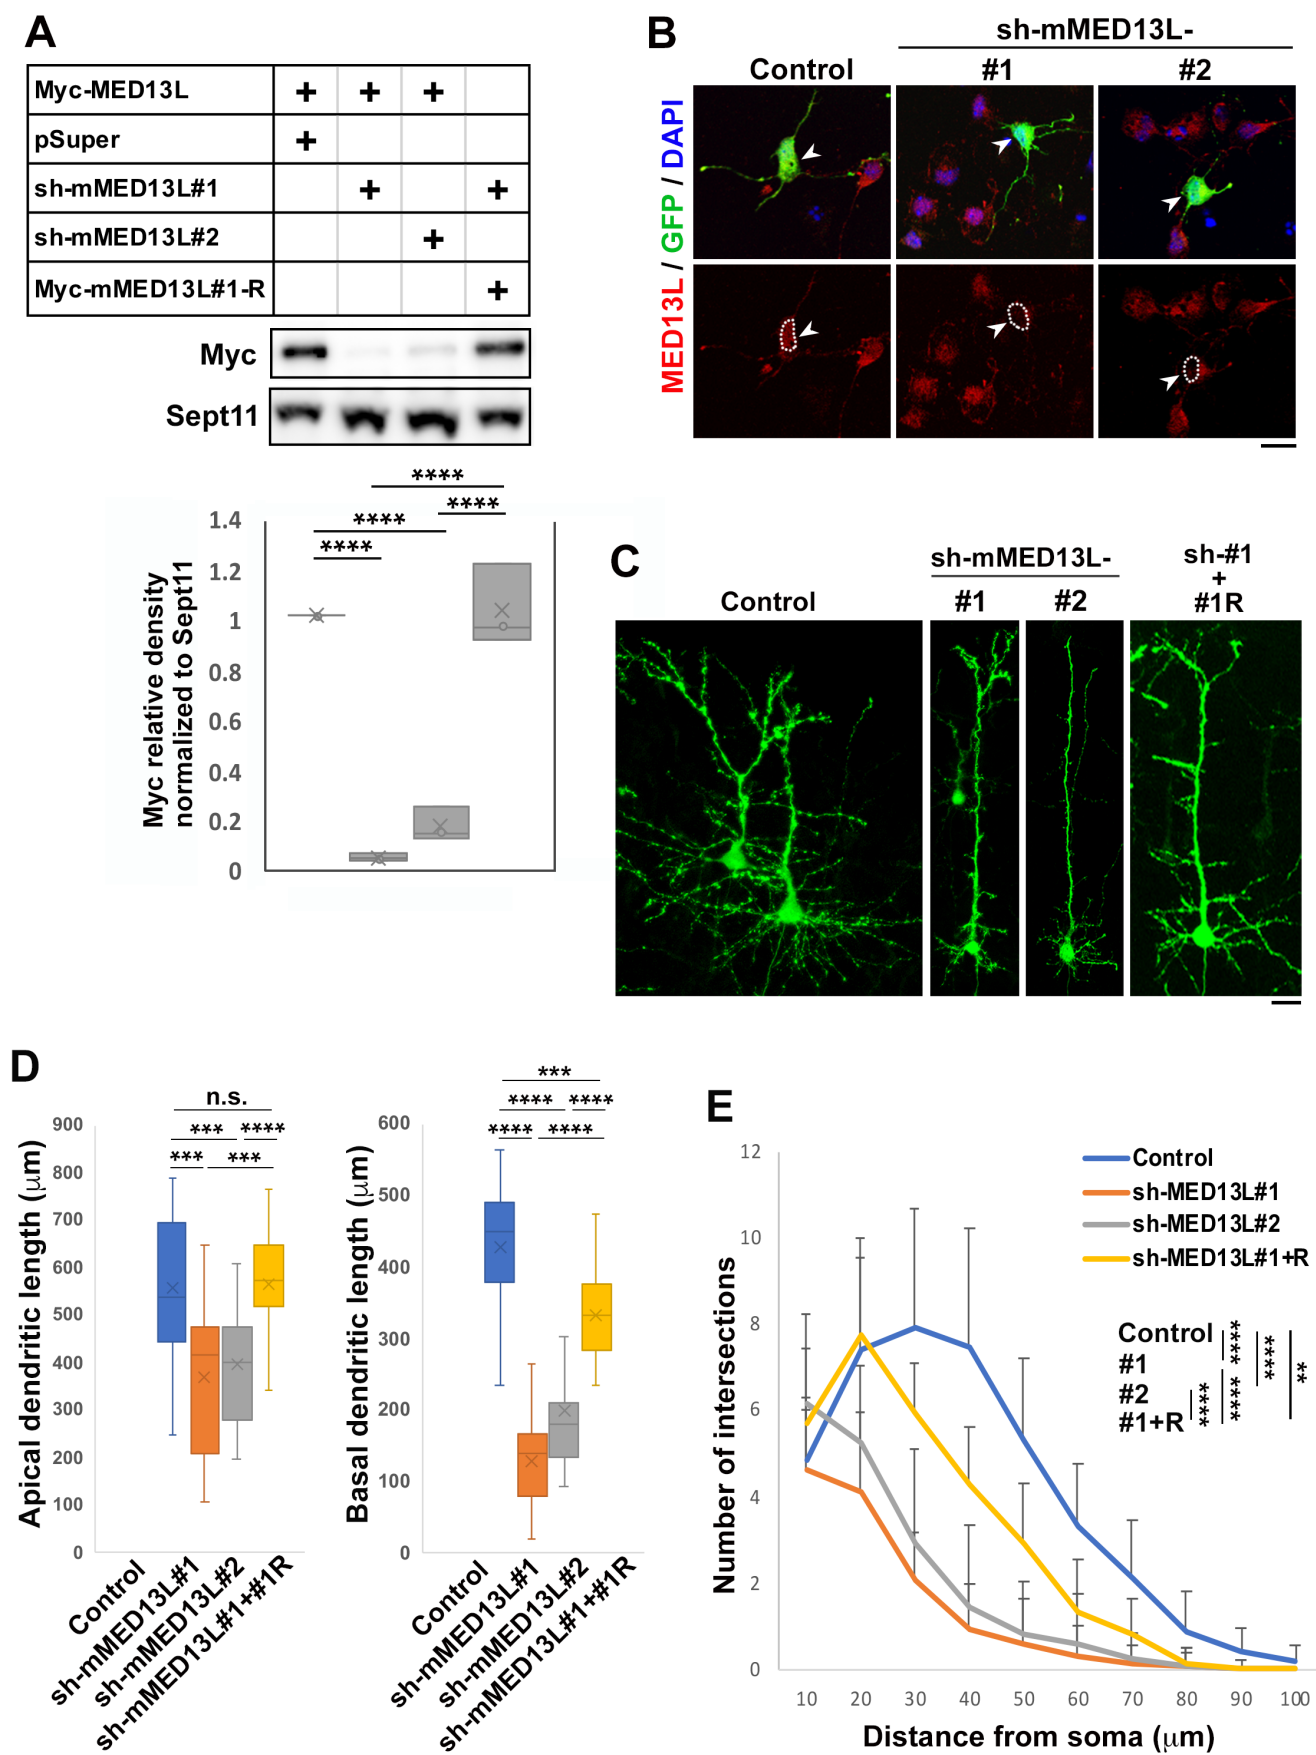 A
Myc-MED13L + + +
pSuper +
sh-mMED13L#1 + +
sh-mMED13L#2 +
Myc-mMED13L#1-R +
Myc
Sept11
****
****
****
****
Myc relative density
normalized to Sept11
1.4
1.2
1
0.8
0.6
0.4
0.2
0
B
sh-mMED13L-
Control #1 #2
MED13L / GFP / DAPI
C
sh-mMED13L-
Control #1 #2
sh-#1
+
#1R
D
Apical dendritic length (μm)
900
800
700
600
500
400
300
200
100
0
n.s.
*** ****
*** ***
Control
sh-mMED13L#1
sh-mMED13L#2
sh-mMED13L#1+#1R
Basal dendritic length (μm)
600
500
400
300
200
100
0
***
**** ****
**** ****
Control
sh-mMED13L#1
sh-mMED13L#2
sh-mMED13L#1+#1R
E
Number of intersections
12
10
8
6
4
2
0
Control
sh-MED13L#1
sh-MED13L#2
sh-MED13L#1+R
Control
#1
#2
#1+R
****
****
****
****
**
10 20 30 40 50 60 70 80 90 100
Distance from soma (μm)